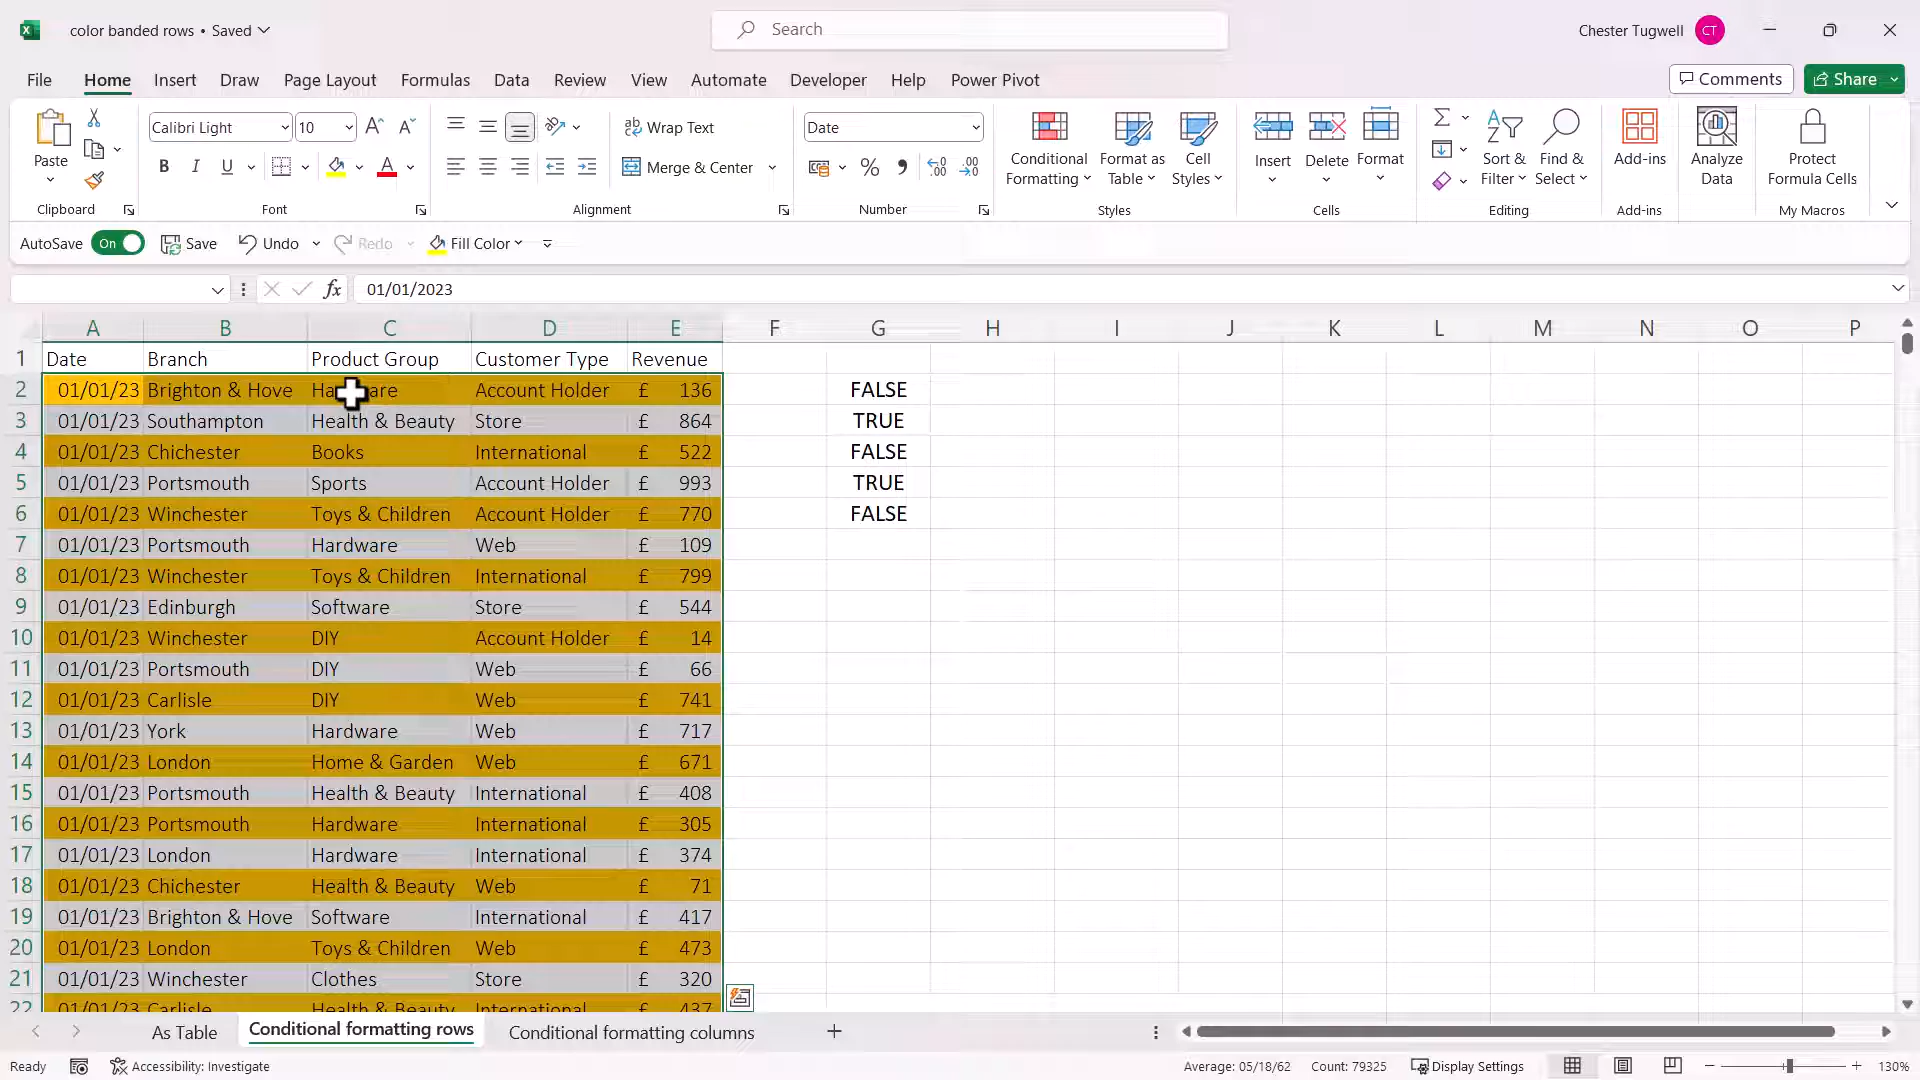 color banded rows • Saved
Search
Chester Tugwell CT
File Home Insert Draw Page Layout Formulas Data Review View Automate Developer Help Power Pivot
Comments Share
Paste
Clipboard
Calibri Light 10
B I U
Font
Wrap Text
Merge & Center
Alignment
Date
Number
Conditional Formatting
Format as Table
Cell Styles
Styles
Insert Delete Format
Cells
Sort & Filter
Find & Select
Editing
Add-ins
Add-ins
Analyze Data
Protect Formula Cells
My Macros
AutoSave On Save Undo Redo Fill Color
fx 01/01/2023
A B C D E F G H I J K L M N O P
1 Date Branch Product Group Customer Type Revenue
2 01/01/23 Brighton & Hove Account Holder £ 136 FALSE
3 01/01/23 Southampton Health & Beauty Store £ 864 TRUE
4 01/01/23 Chichester Books International £ 522 FALSE
5 01/01/23 Portsmouth Sports Account Holder £ 993 TRUE
6 01/01/23 Winchester Toys & Children Account Holder £ 770 FALSE
7 01/01/23 Portsmouth Hardware Web £ 109
8 01/01/23 Winchester Toys & Children International £ 799
9 01/01/23 Edinburgh Software Store £ 544
10 01/01/23 Winchester DIY Account Holder £ 14
11 01/01/23 Portsmouth DIY Web £ 66
12 01/01/23 Carlisle DIY Web £ 741
13 01/01/23 York Hardware Web £ 717
14 01/01/23 London Home & Garden Web £ 671
15 01/01/23 Portsmouth Health & Beauty International £ 408
16 01/01/23 Portsmouth Hardware International £ 305
17 01/01/23 London Hardware International £ 374
18 01/01/23 Chichester Health & Beauty Web £ 71
19 01/01/23 Brighton & Hove Software International £ 417
20 01/01/23 London Toys & Children Web £ 473
21 01/01/23 Winchester Clothes Store £ 320
22 01/01/23 Carlisle Health & Beauty International £ 437
As Table Conditional formatting rows Conditional formatting columns
Ready Accessibility: Investigate Average: 05/18/62 Count: 79325 Display Settings 130%